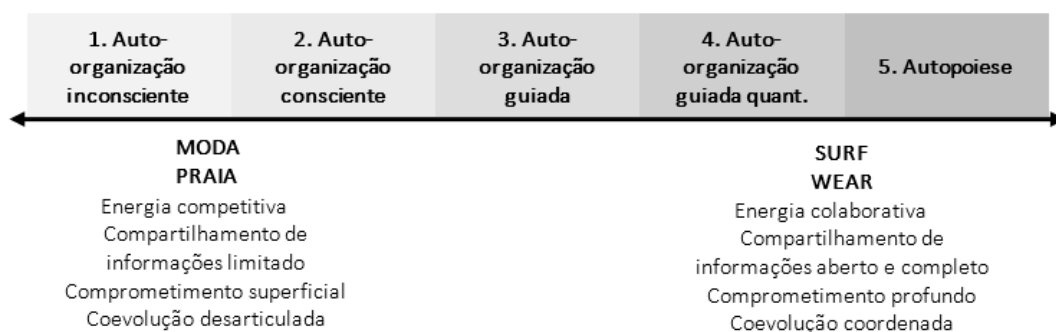 1. Auto-
organização
inconsciente
2. Auto-
organização
consciente
3. Auto-
organização
guiada
4. Auto-
organização
guiada quant.
5. Autopoiese
MODA
PRAIA
Energia competitiva
Compartilhamento de
informações limitado
Comprometimento superficial
Coevolução desarticulada
SURF
WEAR
Energia colaborativa
Compartilhamento de
informações aberto e completo
Comprometimento profundo
Coevolução coordenada